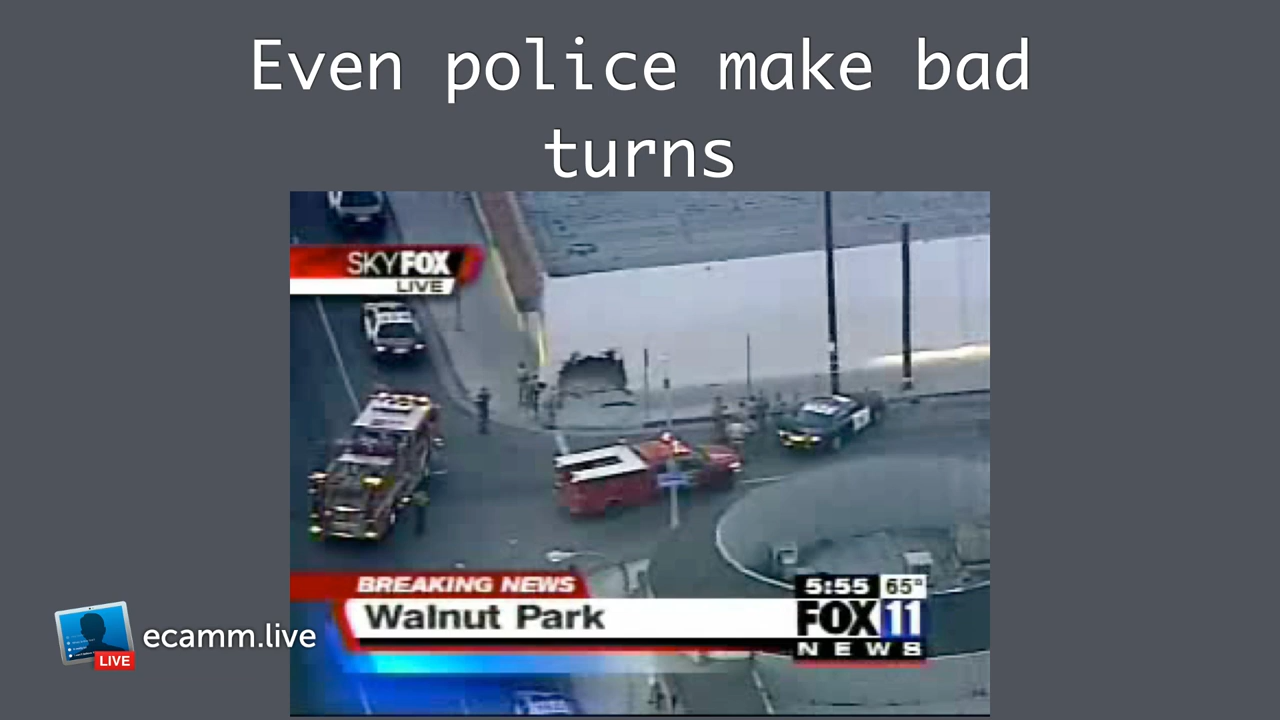 Even police make bad
turns
SKYFOX
LIVE
BREAKING NEWS
Walnut Park
5:55 65°
FOX 11
NEWS
ecamm.live
LIVE